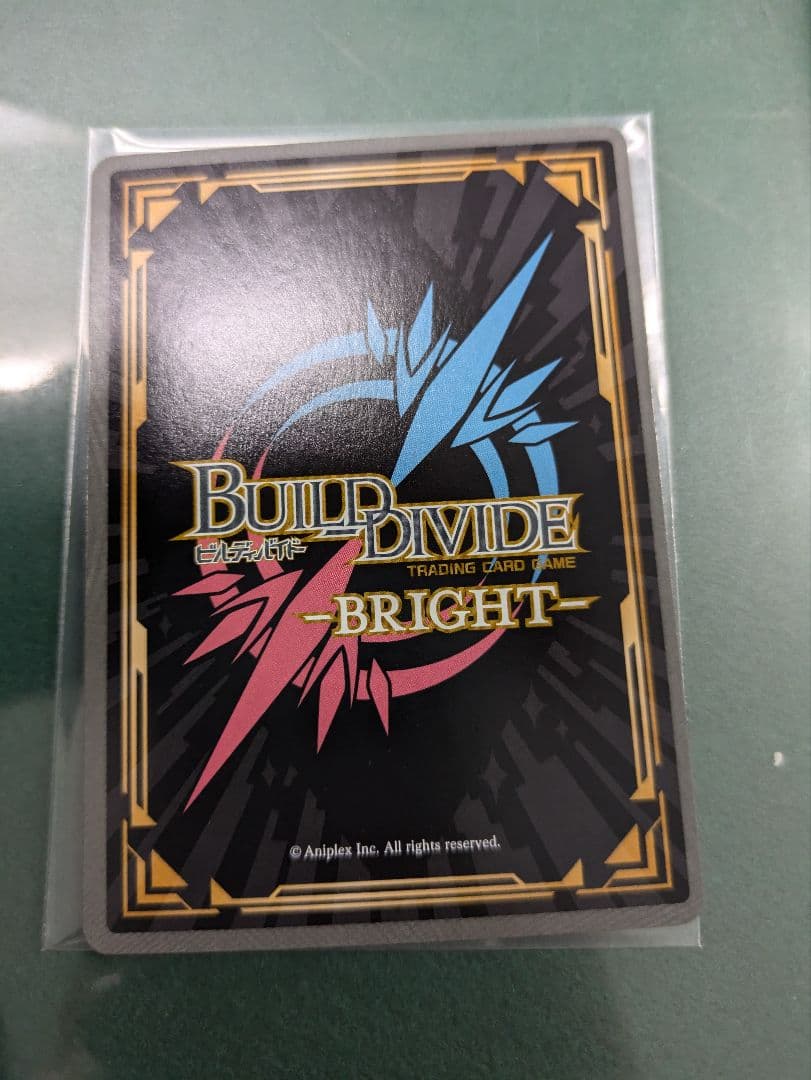 BUILD DIVIDE
ビルディバイド
TRADING CARD GAME
-BRIGHT-
© Aniplex Inc. All rights reserved.